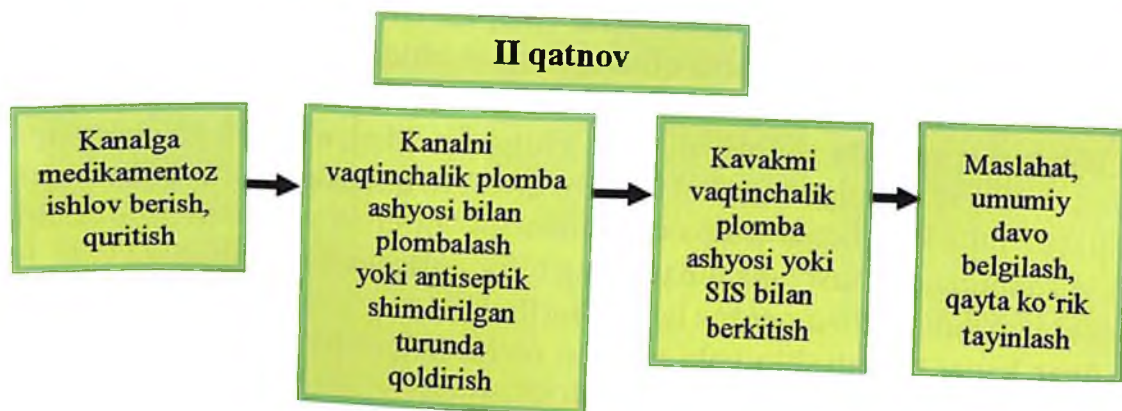 II qatnov
Kanalga
medikamentoz
ishlov berish,
quritish
Kanalni
vaqtinchalik plomba
ashyosi bilan
plombalash
yoki antiseptik
shimdirilgan
turunda
qoldirish
Kavakmi
vaqtinchalik
plomba
ashyosi yoki
SIS bilan
berkitish
Maslahat,
umumiy
davo
belgilash,
qayta ko‘rik
tayinlash